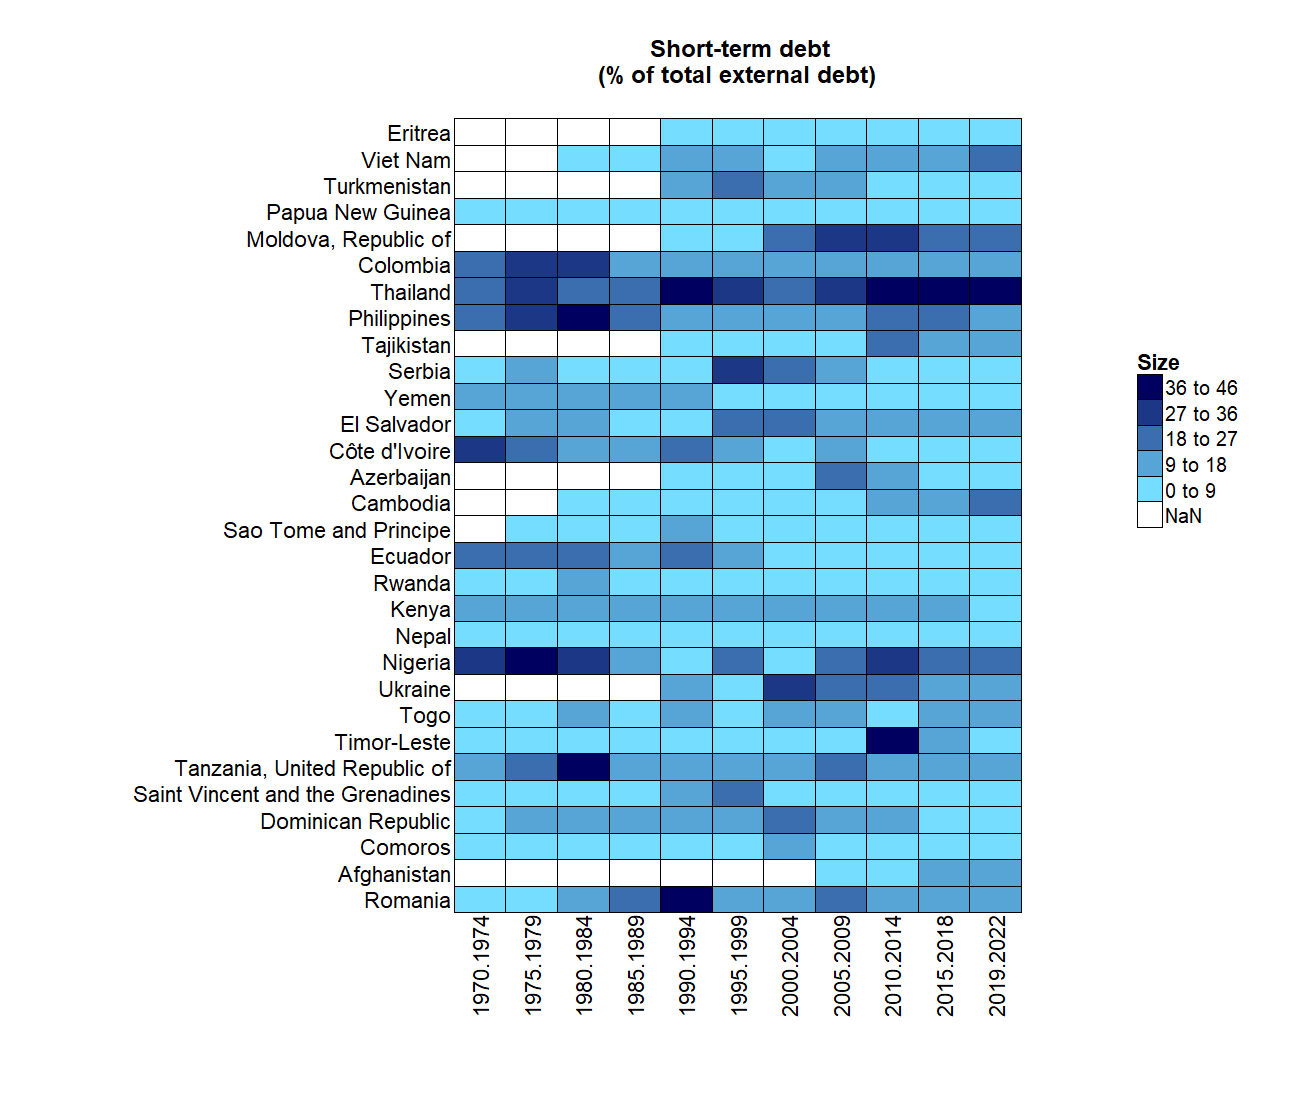 Short-term debt
(% of total external debt)
Eritrea
Viet Nam
Turkmenistan
Papua New Guinea
Moldova, Republic of
Colombia
Thailand
Philippines
Tajikistan
Serbia
Yemen
El Salvador
Côte d'Ivoire
Azerbaijan
Cambodia
Sao Tome and Principe
Ecuador
Rwanda
Kenya
Nepal
Nigeria
Ukraine
Togo
Timor-Leste
Tanzania, United Republic of
Saint Vincent and the Grenadines
Dominican Republic
Comoros
Afghanistan
Romania
1970.1974
1975.1979
1980.1984
1985.1989
1990.1994
1995.1999
2000.2004
2005.2009
2010.2014
2015.2018
2019.2022
Size
36 to 46
27 to 36
18 to 27
9 to 18
0 to 9
NaN